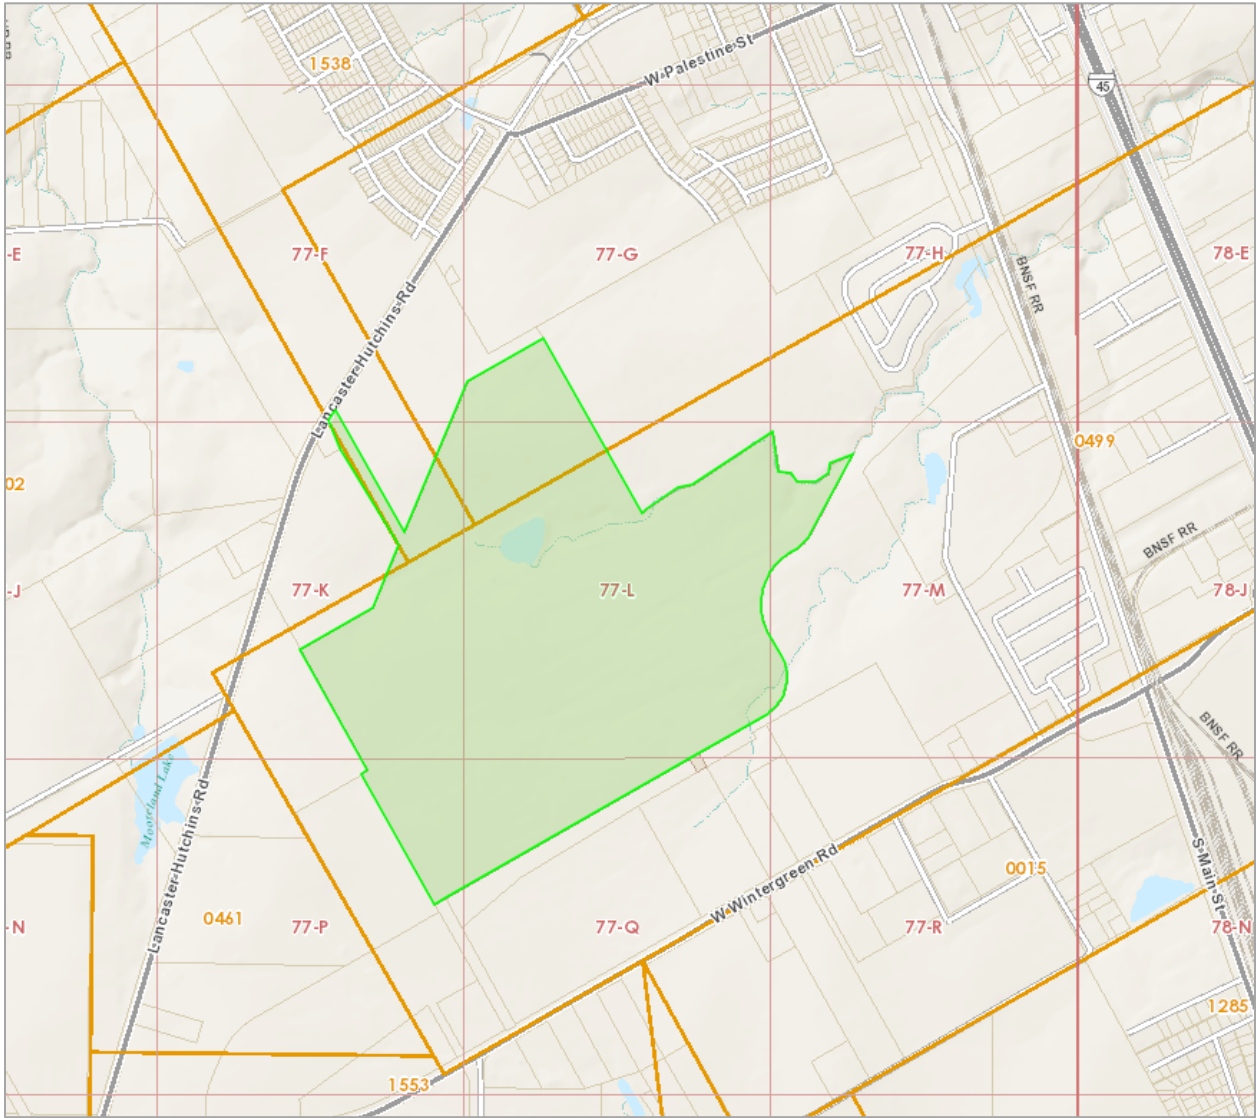 1538
W Palestine St
45
-E
77-F
77-G
77-H
78-E
BNSF RR
Lancaster-Hutchins-Rd
0499
02
BNSF RR
-J
77-K
77-L
77-M
78-J
BNSF RR
Mooreland Lake
Lancaster-Hutchins-Rd
W Wintergreen Rd
S-Main-St
0015
0461
-N
77-P
77-Q
77-R
78-N
1285
1553